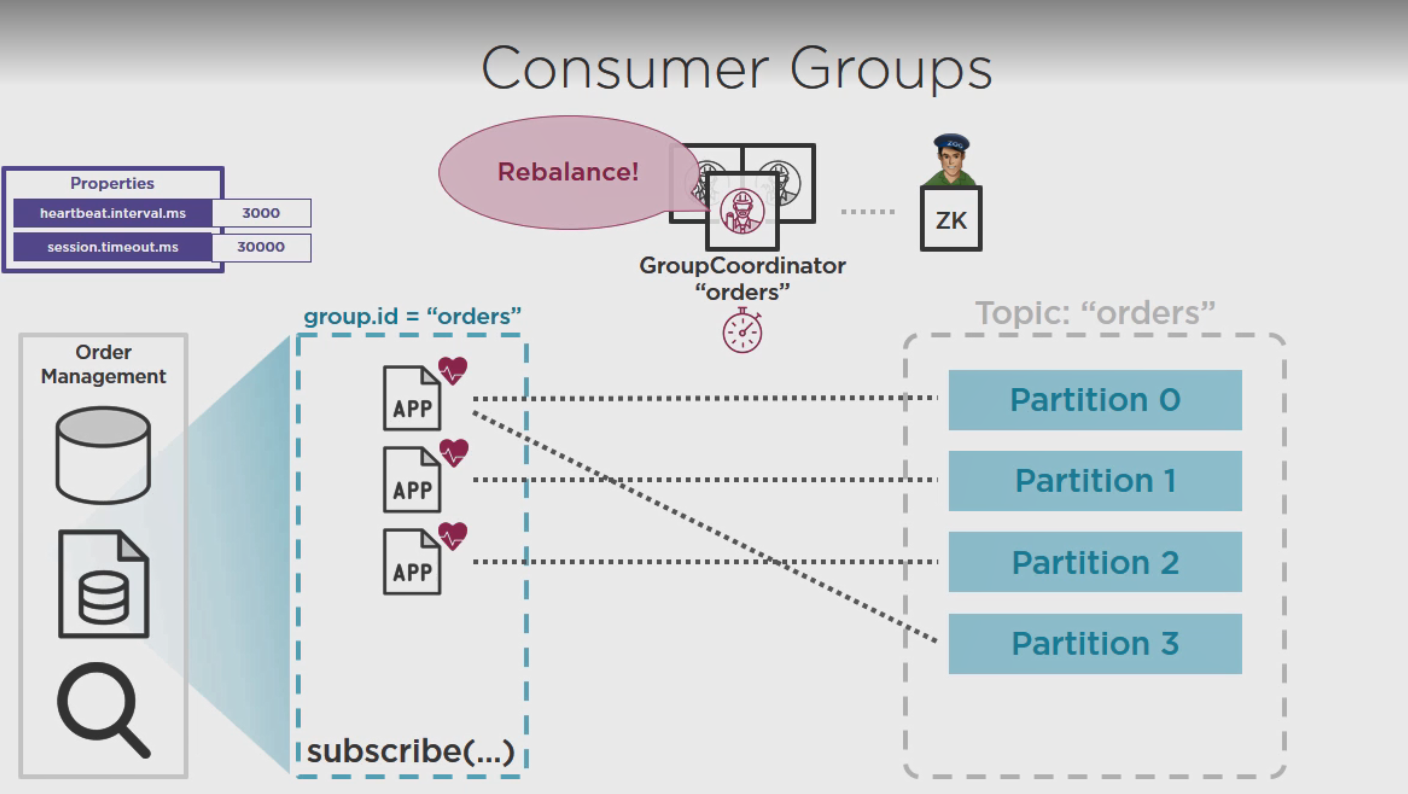 Consumer Groups
Rebalance!
Properties
heartbeat.interval.ms 3000
session.timeout.ms 30000
ZOO
ZK
GroupCoordinator
“orders”
group.id = “orders”
Topic: “orders”
Order
Management
APP
APP
APP
Partition 0
Partition 1
Partition 2
Partition 3
subscribe(...)